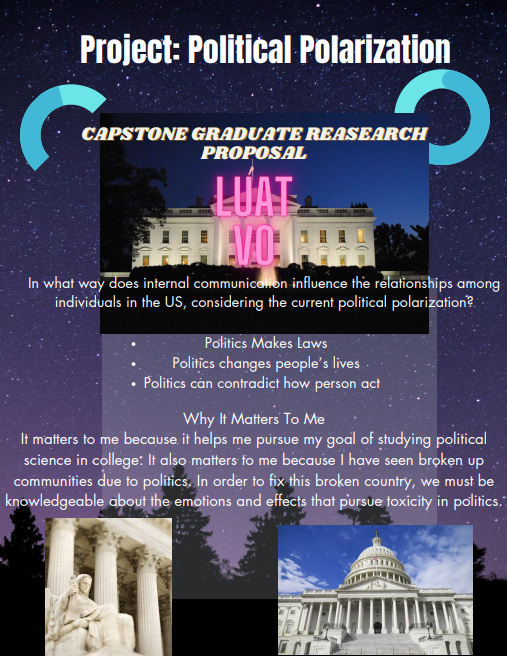 Project: Political Polarization
CAPSTONE GRADUATE REASEARCH
PROPOSAL
LUAT
VO
In what way does internal communication influence the relationships among
individuals in the US, considering the current political polarization?
• Politics Makes Laws
• Politics changes people's lives
• Politics can contradict how person act
Why It Matters To Me
It matters to me because it helps me pursue my goal of studying political
science in college. It also matters to me because I have seen broken up
communities due to politics. In order to fix this broken country, we must be
knowledgeable about the emotions and effects that pursue toxicity in politics.